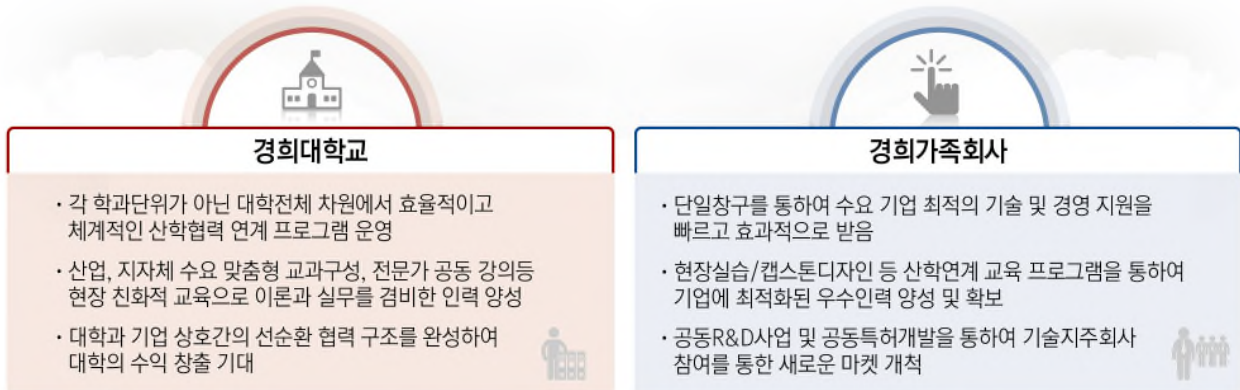 경희대학교
· 각 학과단위가 아닌 대학전체 차원에서 효율적이고
체계적인 산학협력 연계 프로그램 운영
· 산업, 지자체 수요 맞춤형 교과구성, 전문가 공동 강의등
현장 친화적 교육으로 이론과 실무를 겸비한 인력 양성
· 대학과 기업 상호간의 선순환 협력 구조를 완성하여
대학의 수익 창출 기대
경희가족회사
· 단일창구를 통하여 수요 기업 최적의 기술 및 경영 지원을
빠르고 효과적으로 받음
· 현장실습/캡스톤디자인 등 산학연계 교육 프로그램을 통하여
기업에 최적화된 우수인력 양성 및 확보
· 공동R&D사업 및 공동특허개발을 통하여 기술지주회사
참여를 통한 새로운 마켓 개척